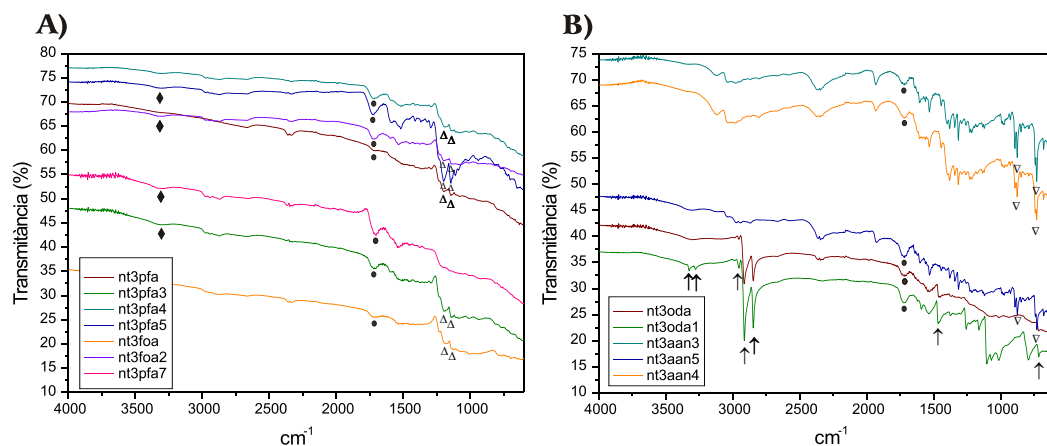 A)
B)
80
75
70
65
60
55
50
45
40
35
30
25
20
15
10
Transmitància (%)
nt3pfa
nt3pfa3
nt3pfa4
nt3pfa5
nt3foa
nt3foa2
nt3pfa7
4000 3500 3000 2500 2000 1500 1000
cm-1
75
70
65
60
55
50
45
40
35
30
25
20
15
10
Transmitància (%)
nt3oda
nt3oda1
nt3aan3
nt3aan5
nt3aan4
4000 3500 3000 2500 2000 1500 1000
cm-1